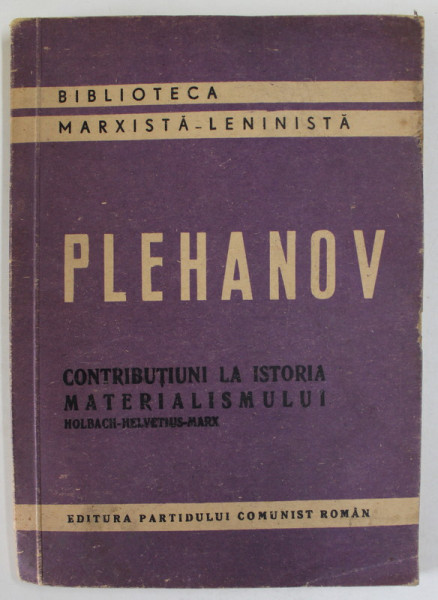 BIBLIOTECA
MARXISTĂ-LENINISTĂ
PLEHANOV
CONTRIBUȚIUNI LA ISTORIA
MATERIALISMULUI
HOLBACH-HELVETIUS-MARX
EDITURA PARTIDULUI COMUNIST ROMÂN